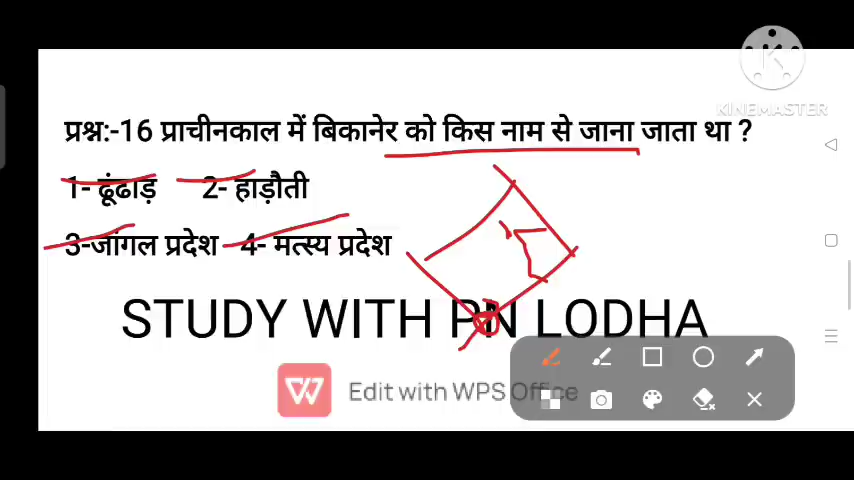 KINEMASTER
प्रश्न:-16 प्राचीनकाल में बिकानेर को किस नाम से जाना जाता था ?
1- ढूंढाड़ 2- हाड़ौती
3-जांगल प्रदेश 4- मत्स्य प्रदेश
STUDY WITH PN LODHA
Edit with WPS Office